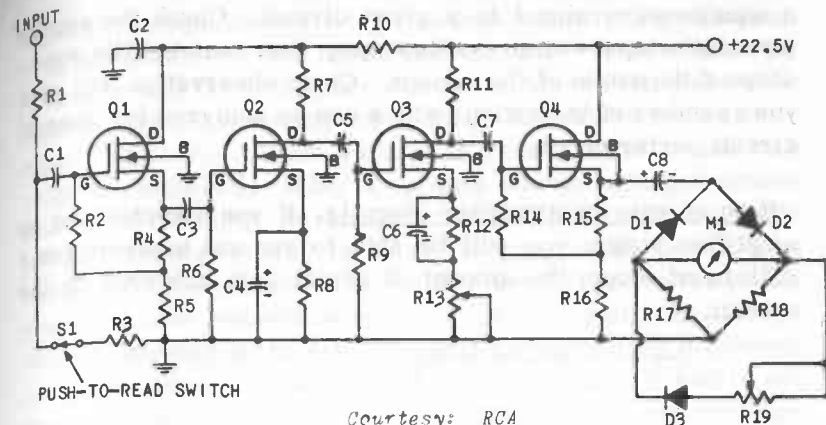 INPUT
C2
R10
+22.5V
R1
Q1
R7
Q2
C5
R11
Q3
C7
Q4
D
B
G
S
D
B
G
S
D
B
G
S
D
B
G
S
C1
R2
R4
C3
R6
C4
R8
R9
C6
R12
R13
R14
R15
R16
C8
D1
M1
D2
R17
R18
R5
S1
R3
PUSH-TO-READ SWITCH
D3
R19
Courtesy: RCA